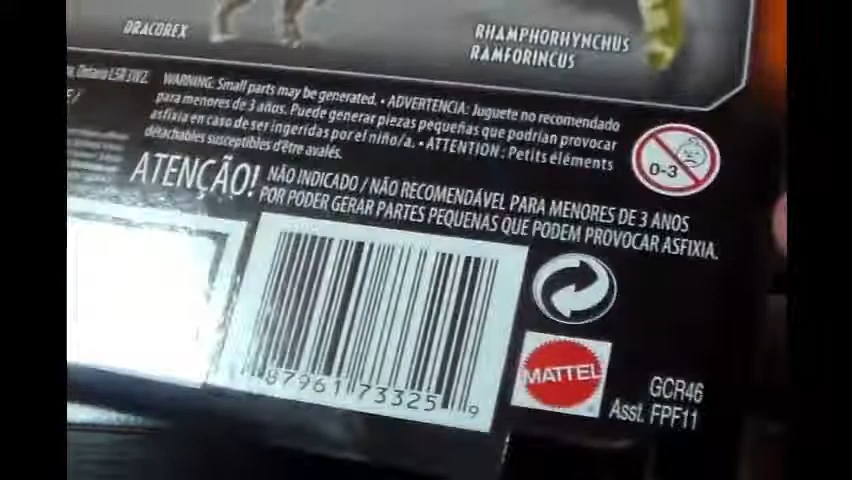 DRACOREX
RHAMPHORHYNCHUS
RAMFORINCUS
Ontario L5R 3W2.
WARNING: Small parts may be generated. • ADVERTENCIA: Juguete no recomendado
para menores de 3 años. Puede generar piezas pequeñas que podrían provocar
asfixia en caso de ser ingeridas por el niño/a. • ATTENTION: Petits éléments
détachables susceptibles d'être avalés.
0-3
ATENÇÃO!
NÃO INDICADO / NÃO RECOMENDÁVEL PARA MENORES DE 3 ANOS
POR PODER GERAR PARTES PEQUENAS QUE PODEM PROVOCAR ASFIXIA.
87961 73325 9
MATTEL
GCR46
Asst. FPF11